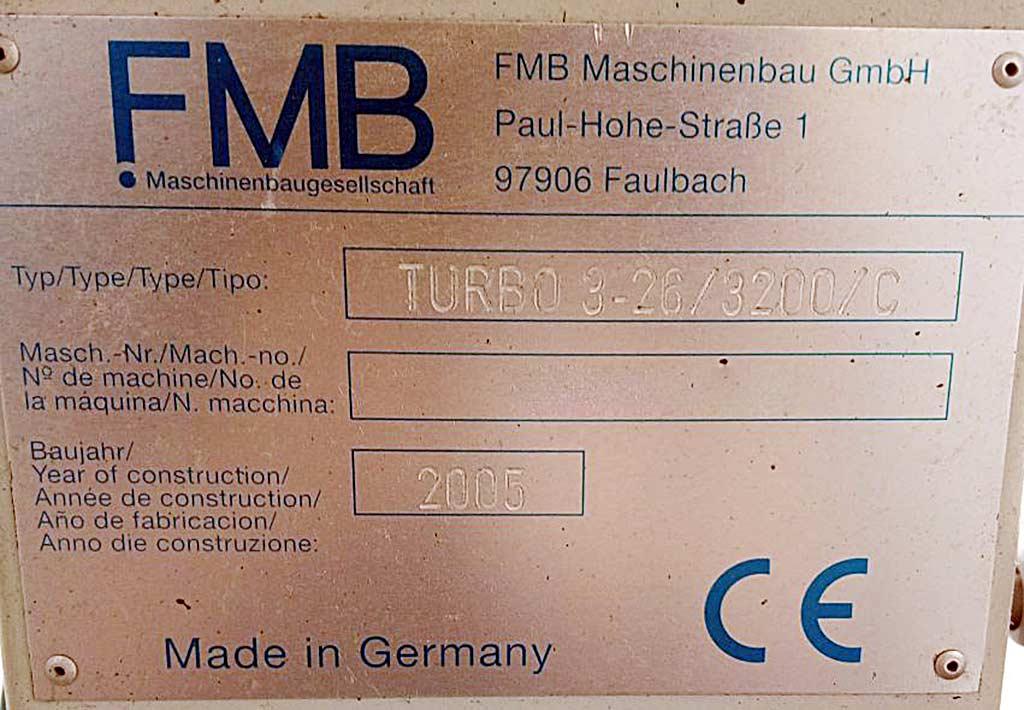 FMB
Maschinenbaugesellschaft
FMB Maschinenbau GmbH
Paul-Hohe-Straße 1
97906 Faulbach
Typ/Type/Type/Tipo:
TURBO 3-26/3200/C
Masch.-Nr./Mach.-no./
Nº de machine/No. de
la máquina/N. macchina:
Baujahr/
Year of construction/
Année de construction/
Año de fabricacion/
Anno die construzione:
2005
CE
Made in Germany